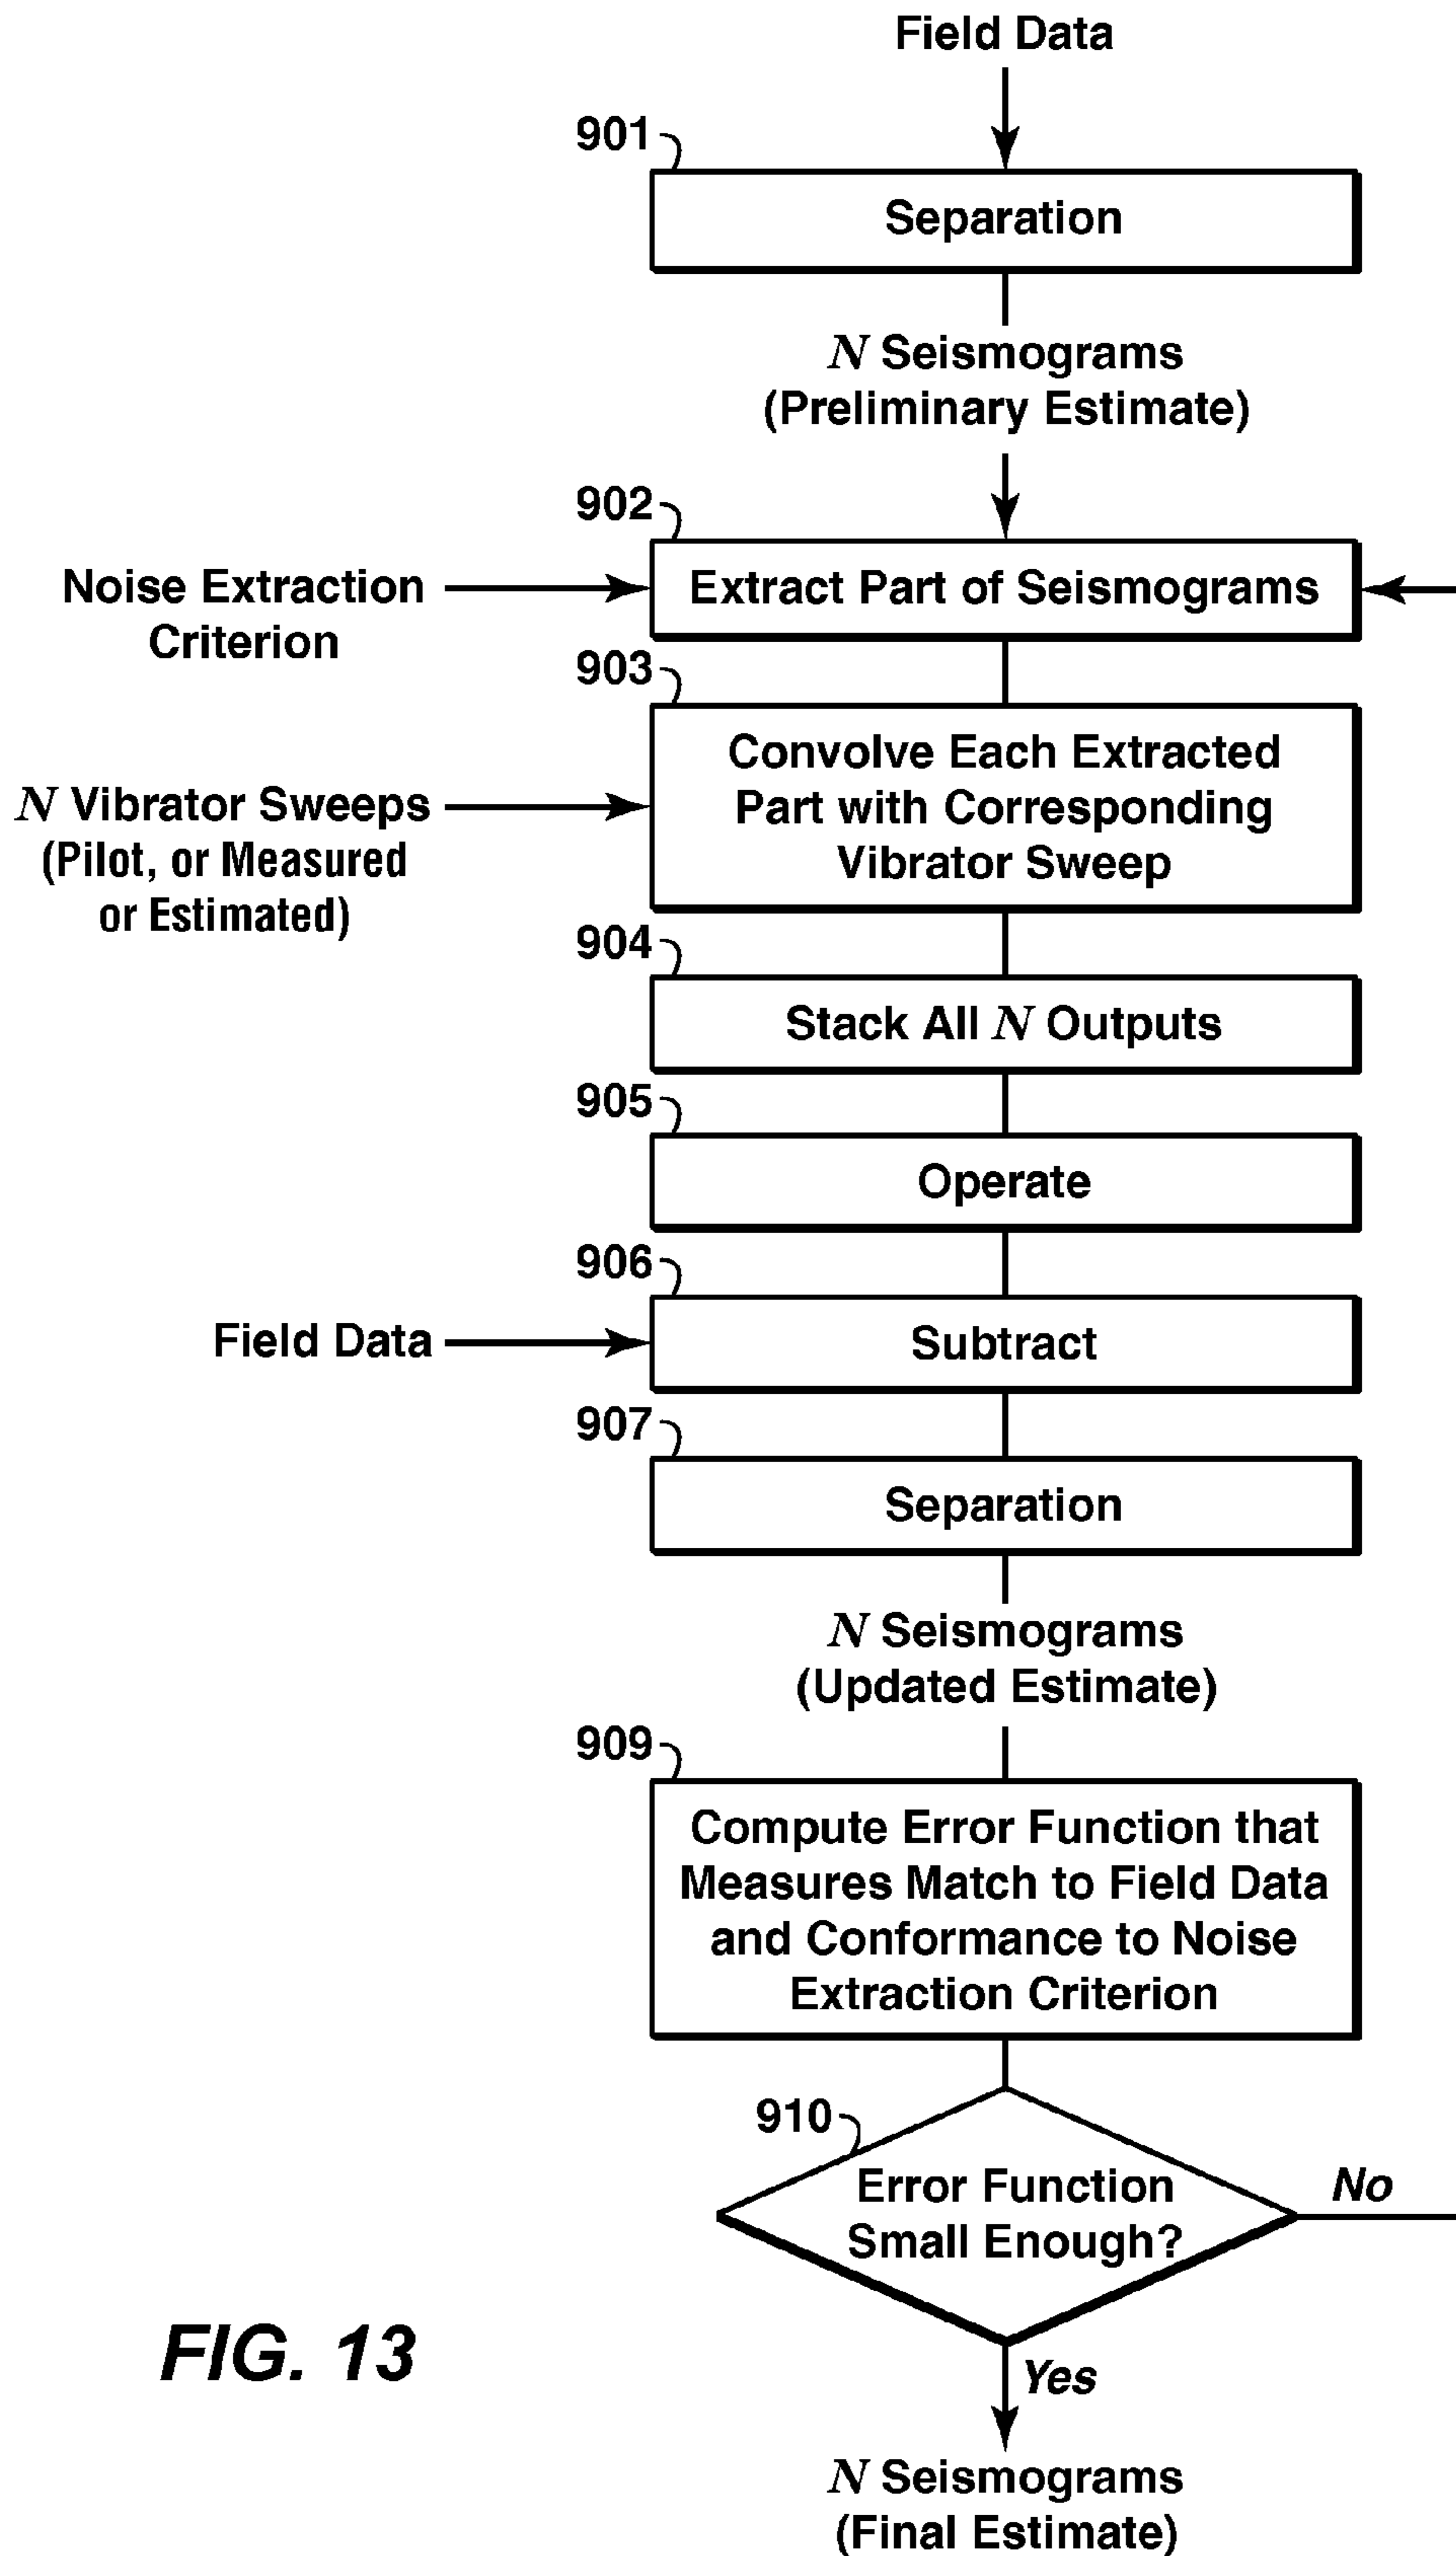 Field Data
901
Separation
N Seismograms
(Preliminary Estimate)
902
Noise Extraction
Criterion
Extract Part of Seismograms
903
N Vibrator Sweeps
(Pilot, or Measured
or Estimated)
Convolve Each Extracted
Part with Corresponding
Vibrator Sweep
904
Stack All N Outputs
905
Operate
906
Field Data
Subtract
907
Separation
N Seismograms
(Updated Estimate)
909
Compute Error Function that
Measures Match to Field Data
and Conformance to Noise
Extraction Criterion
910
Error Function
Small Enough?
No
Yes
FIG. 13
N Seismograms
(Final Estimate)